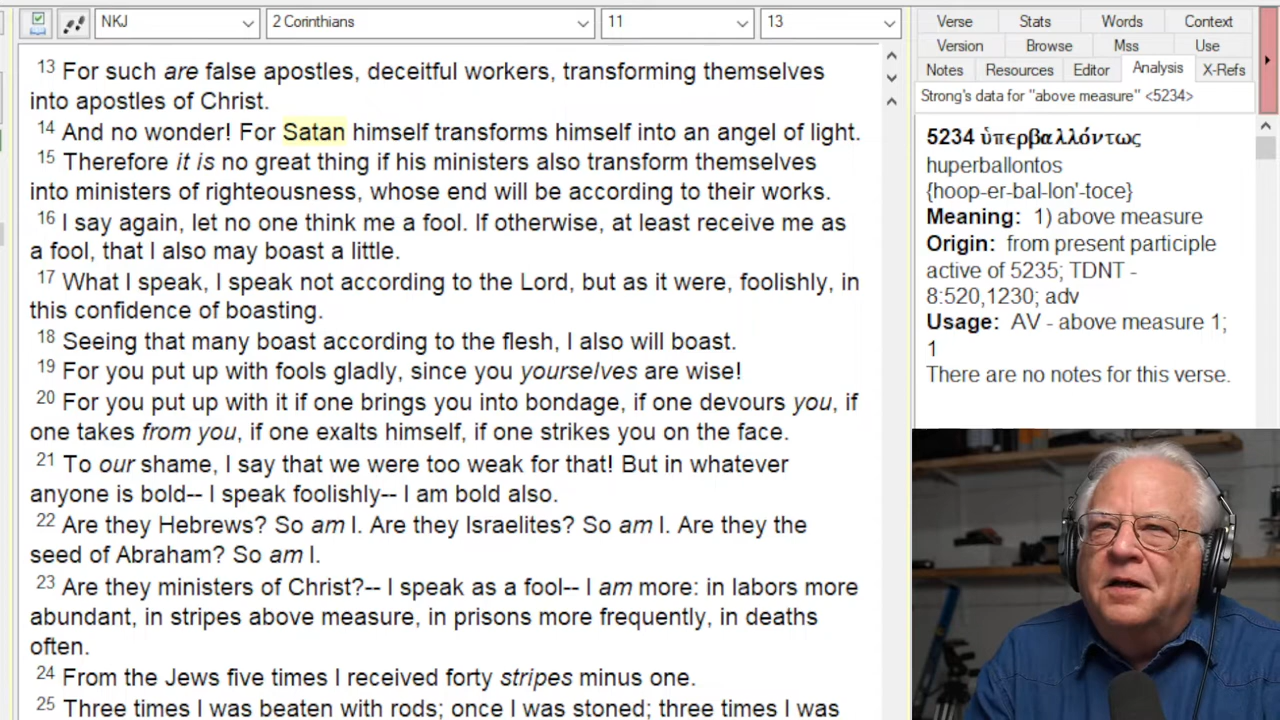 NKJ 2 Corinthians 11 13
13 For such are false apostles, deceitful workers, transforming themselves
into apostles of Christ.
14 And no wonder! For Satan himself transforms himself into an angel of light.
15 Therefore it is no great thing if his ministers also transform themselves
into ministers of righteousness, whose end will be according to their works.
16 I say again, let no one think me a fool. If otherwise, at least receive me as
a fool, that I also may boast a little.
17 What I speak, I speak not according to the Lord, but as it were, foolishly, in
this confidence of boasting.
18 Seeing that many boast according to the flesh, I also will boast.
19 For you put up with fools gladly, since you yourselves are wise!
20 For you put up with it if one brings you into bondage, if one devours you, if
one takes from you, if one exalts himself, if one strikes you on the face.
21 To our shame, I say that we were too weak for that! But in whatever
anyone is bold-- I speak foolishly-- I am bold also.
22 Are they Hebrews? So am I. Are they Israelites? So am I. Are they the
seed of Abraham? So am I.
23 Are they ministers of Christ?-- I speak as a fool-- I am more: in labors more
abundant, in stripes above measure, in prisons more frequently, in deaths
often.
24 From the Jews five times I received forty stripes minus one.
25 Three times I was beaten with rods; once I was stoned; three times I was
Verse Stats Words Context
Version Browse Mss Use
Notes Resources Editor Analysis X-Refs
Strong's data for "above measure" <5234>
5234 ὑπερβαλλόντως
huperballontos
{hoop-er-bal-lon'-toce}
Meaning: 1) above measure
Origin: from present participle
active of 5235; TDNT -
8:520,1230; adv
Usage: AV - above measure 1;
1
There are no notes for this verse.